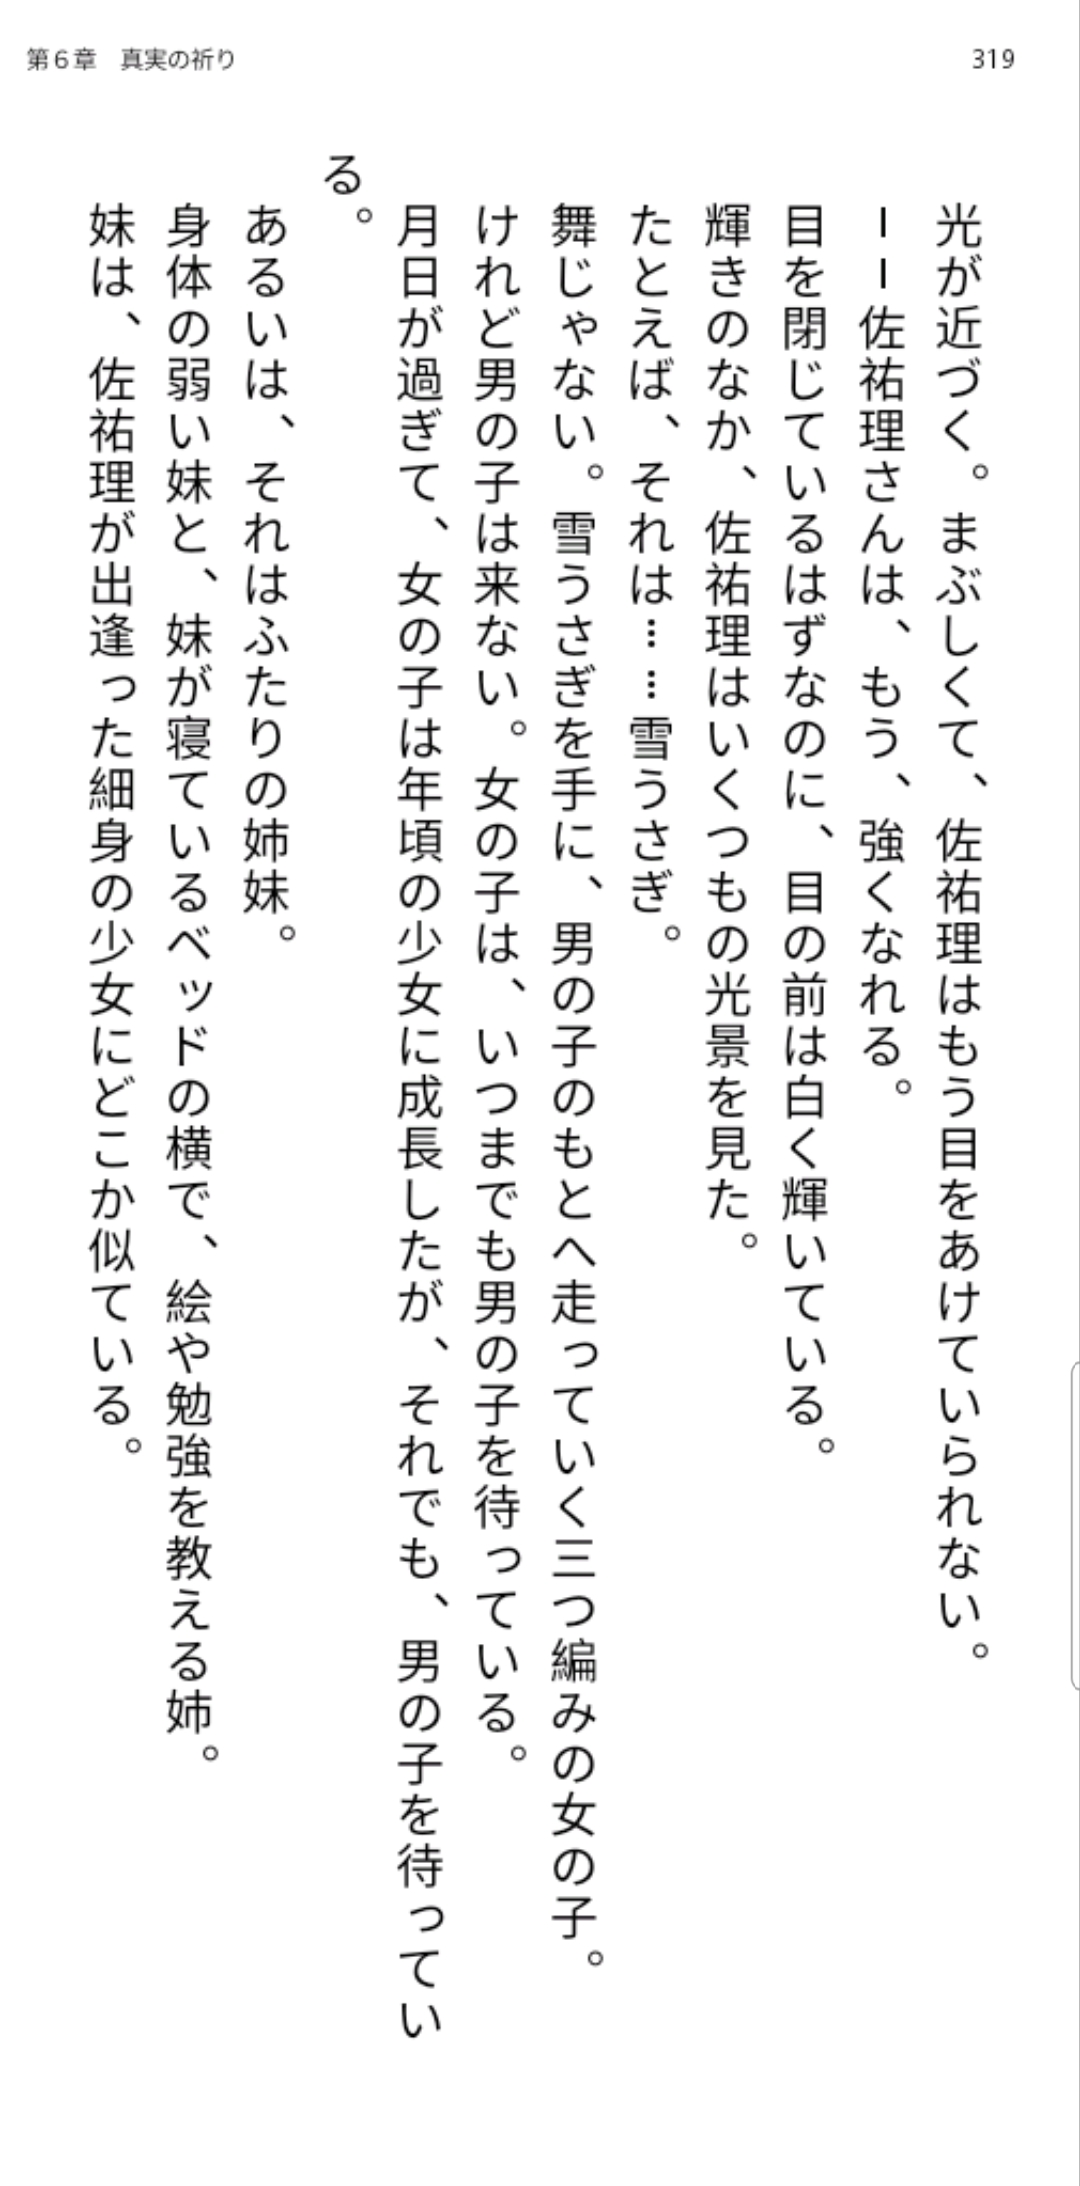 第６章　真実の祈り
319
光が近づく。まぶしくて、佐祐理はもう目をあけていられない。
――佐祐理さんは、もう、強くなれる。
目を閉じているはずなのに、目の前は白く輝いている。
輝きのなか、佐祐理はいくつもの光景を見た。
たとえば、それは……雪うさぎ。
舞じゃない。雪うさぎを手に、男の子のもとへ走っていく三つ編みの女の子。
けれど男の子は来ない。女の子は、いつまでも男の子を待っている。
月日が過ぎて、女の子は年頃の少女に成長したが、それでも、男の子を待ってい
る。
あるいは、それはふたりの姉妹。
身体の弱い妹と、妹が寝ているベッドの横で、絵や勉強を教える姉。
妹は、佐祐理が出逢った細身の少女にどこか似ている。